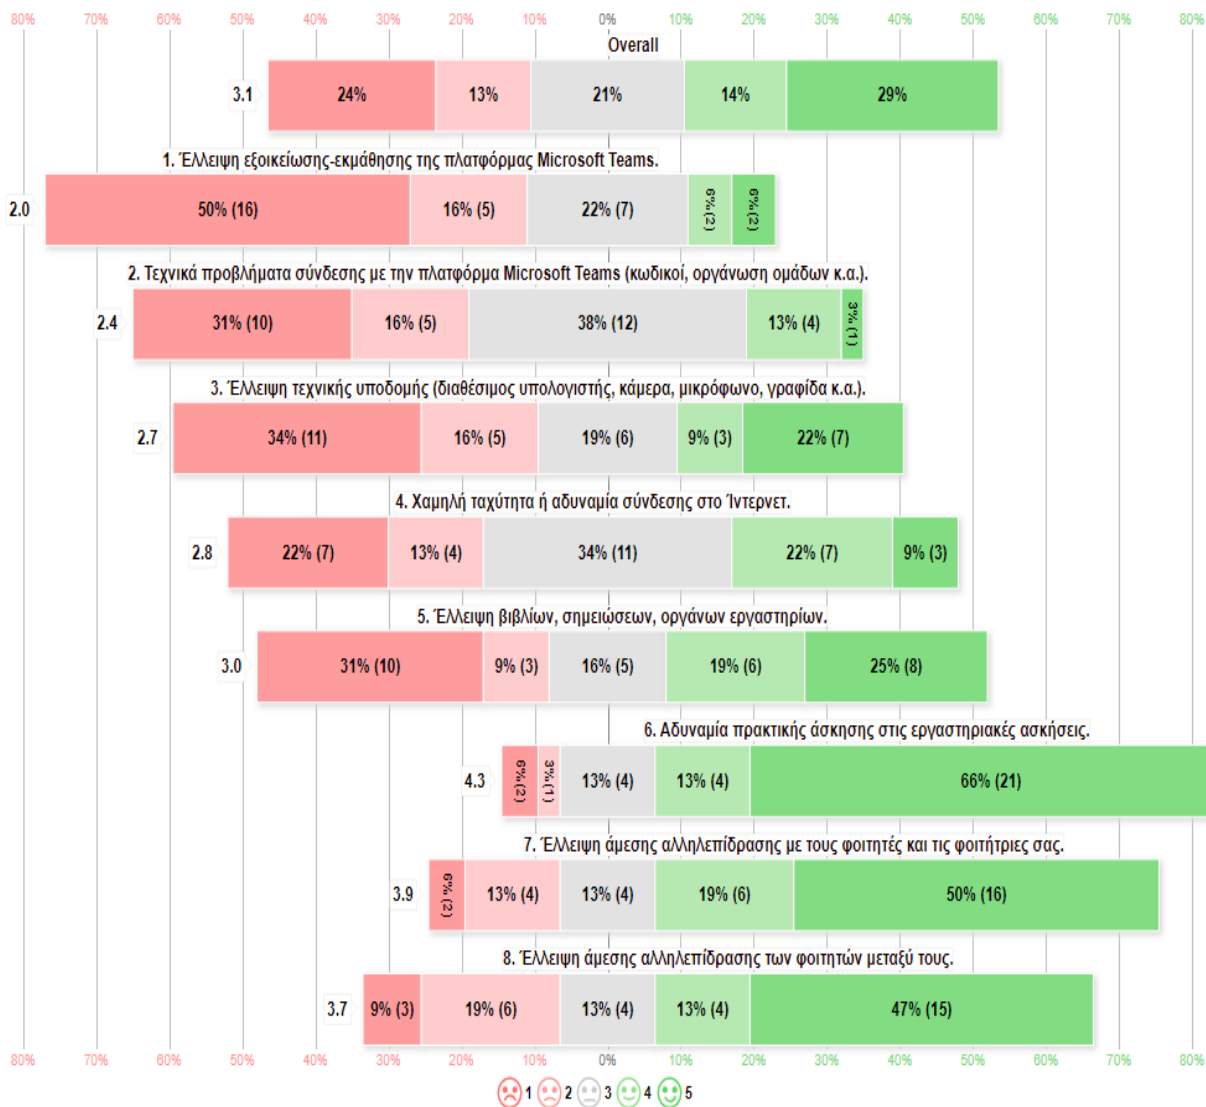 80% 70% 60% 50% 40% 30% 20% 10% 0% 10% 20% 30% 40% 50% 60% 70% 80%
Overall
3.1 24% 13% 21% 14% 29%
1. Έλλειψη εξοικείωσης-εκμάθησης της πλατφόρμας Microsoft Teams.
2.0 50% (16) 16% (5) 22% (7) 6% (2) 6% (2)
2. Τεχνικά προβλήματα σύνδεσης με την πλατφόρμα Microsoft Teams (κωδικοί, οργάνωση ομάδων κ.α.).
2.4 31% (10) 16% (5) 38% (12) 13% (4) 3% (1)
3. Έλλειψη τεχνικής υποδομής (διαθέσιμος υπολογιστής, κάμερα, μικρόφωνο, γραφίδα κ.α.).
2.7 34% (11) 16% (5) 19% (6) 9% (3) 22% (7)
4. Χαμηλή ταχύτητα ή αδυναμία σύνδεσης στο Ίντερνετ.
2.8 22% (7) 13% (4) 34% (11) 22% (7) 9% (3)
5. Έλλειψη βιβλίων, σημειώσεων, οργάνων εργαστηρίων.
3.0 31% (10) 9% (3) 16% (5) 19% (6) 25% (8)
6. Αδυναμία πρακτικής άσκησης στις εργαστηριακές ασκήσεις.
4.3 6% (2) 3% (1) 13% (4) 13% (4) 66% (21)
7. Έλλειψη άμεσης αλληλεπίδρασης με τους φοιτητές και τις φοιτήτριες σας.
3.9 6% (2) 13% (4) 13% (4) 19% (6) 50% (16)
8. Έλλειψη άμεσης αλληλεπίδρασης των φοιτητών μεταξύ τους.
3.7 9% (3) 19% (6) 13% (4) 13% (4) 47% (15)
80% 70% 60% 50% 40% 30% 20% 10% 0% 10% 20% 30% 40% 50% 60% 70% 80%
1 2 3 4 5